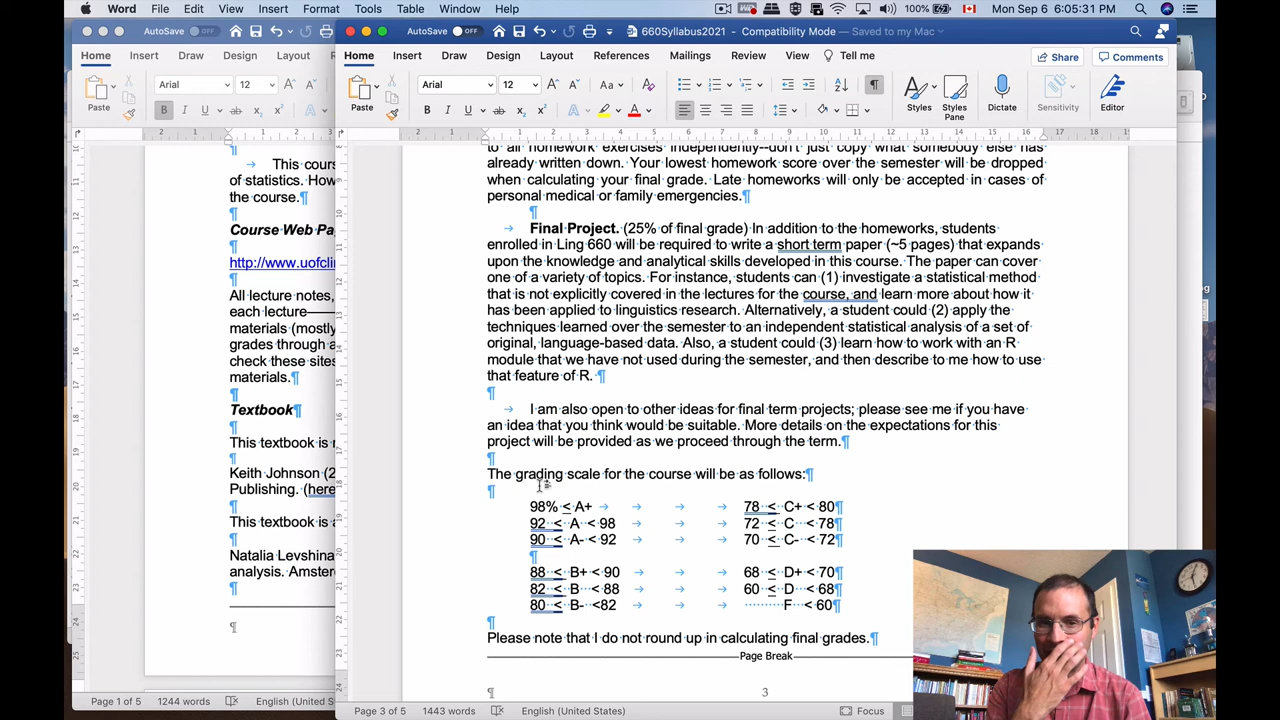 Word File Edit View Insert Format Tools Table Window Help 100% Mon Sep 6 6:05:31 PM
AutoSave OFF
AutoSave OFF 660Syllabus2021 - Compatibility Mode — Saved to my Mac
Home Insert Draw Design Layout
Home Insert Draw Design Layout References Mailings Review View Tell me Share Comments
Paste Arial 12 B I U
Paste Arial 12 Aa B I U ab x² A Styles Styles Pane Dictate Sensitivity Editor
This cours
of statistics. How
the course.¶
¶
Course Web Pa
¶
http://www.uofclin
¶
All lecture notes,
each lecture
materials (mostly
grades through a
check these sites
materials.¶
¶
Textbook¶
¶
This textbook is r
Keith Johnson (2
Publishing. (here
¶
This textbook is a
Natalia Levshina
analysis. Amster
¶
¶
Page 1 of 5 1244 words English (United
to all homework exercises independently--don't just copy what somebody else has
already written down. Your lowest homework score over the semester will be dropped
when calculating your final grade. Late homeworks will only be accepted in cases of
personal medical or family emergencies.¶
¶
Final Project. (25% of final grade) In addition to the homeworks, students
enrolled in Ling 660 will be required to write a short term paper (~5 pages) that expands
upon the knowledge and analytical skills developed in this course. The paper can cover
one of a variety of topics. For instance, students can (1) investigate a statistical method
that is not explicitly covered in the lectures for the course, and learn more about how it
has been applied to linguistics research. Alternatively, a student could (2) apply the
techniques learned over the semester to an independent statistical analysis of a set of
original, language-based data. Also, a student could (3) learn how to work with an R
module that we have not used during the semester, and then describe to me how to use
that feature of R. ¶
¶
I am also open to other ideas for final term projects; please see me if you have
an idea that you think would be suitable. More details on the expectations for this
project will be provided as we proceed through the term.¶
¶
The grading scale for the course will be as follows:¶
¶
98% < A+ 78 < C+ < 80¶
92 < A < 98 72 < C < 78¶
90 < A- < 92 70 < C- < 72¶
¶
88 < B+ < 90 68 < D+ < 70¶
82 < B < 88 60 < D < 68¶
80 < B- <82 F < 60¶
¶
Please note that I do not round up in calculating final grades.¶
Page Break
¶ 3
Page 3 of 5 1443 words English (United States) Focus